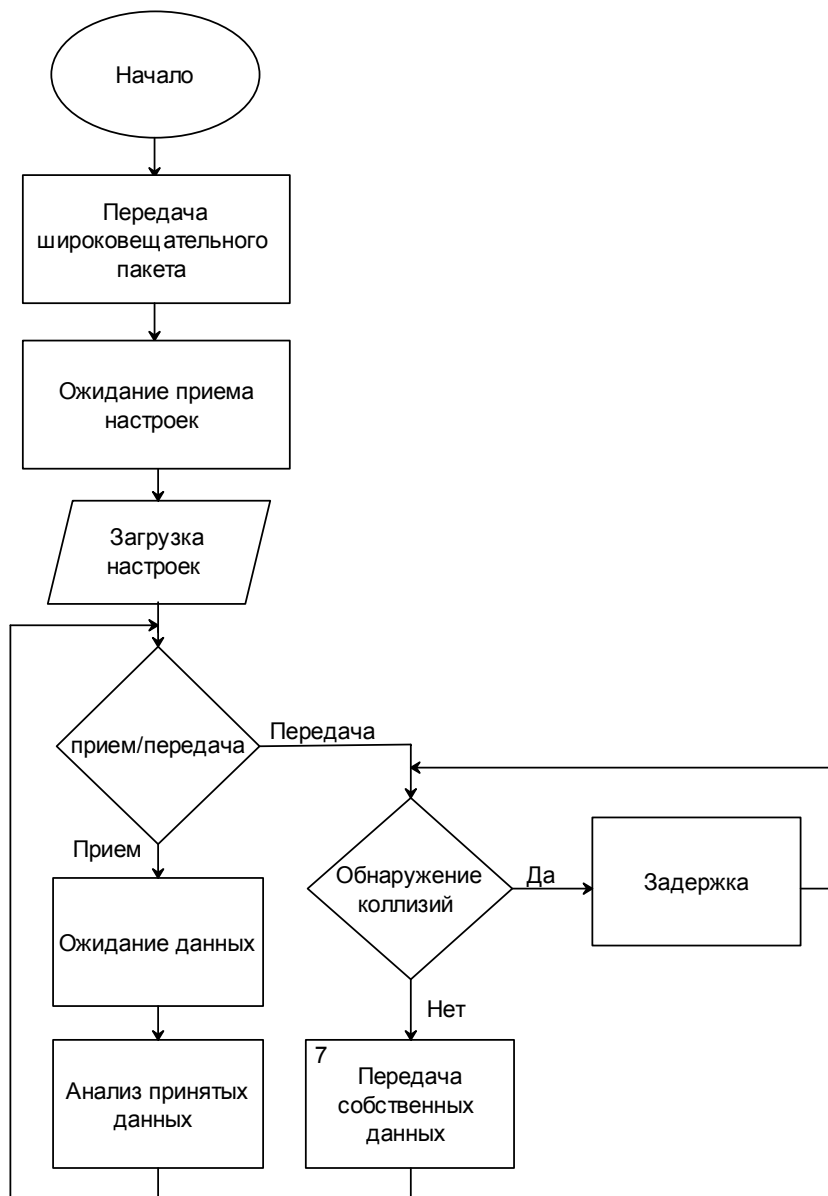 Начало
Передача
широковещательного
пакета
Ожидание приема
настроек
Загрузка
настроек
прием/передача
Передача
Прием
Обнаружение
коллизий
Да
Задержка
Ожидание данных
Нет
Анализ принятых
данных
7
Передача
собственных
данных